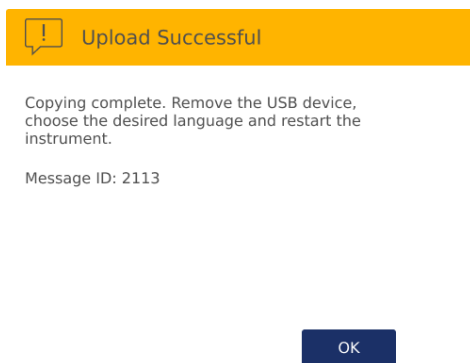 !
Upload Successful
Copying complete. Remove the USB device,
choose the desired language and restart the
instrument.
Message ID: 2113
OK